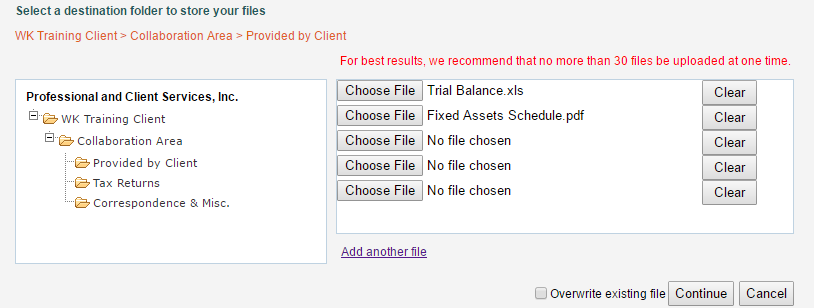 Select a destination folder to store your files
WK Training Client > Collaboration Area > Provided by Client
For best results, we recommend that no more than 30 files be uploaded at one time.
Professional and Client Services, Inc.
WK Training Client
Collaboration Area
Provided by Client
Tax Returns
Correspondence & Misc.
Choose File Trial Balance.xls Clear
Choose File Fixed Assets Schedule.pdf Clear
Choose File No file chosen Clear
Choose File No file chosen Clear
Choose File No file chosen Clear
Add another file
Overwrite existing file Continue Cancel